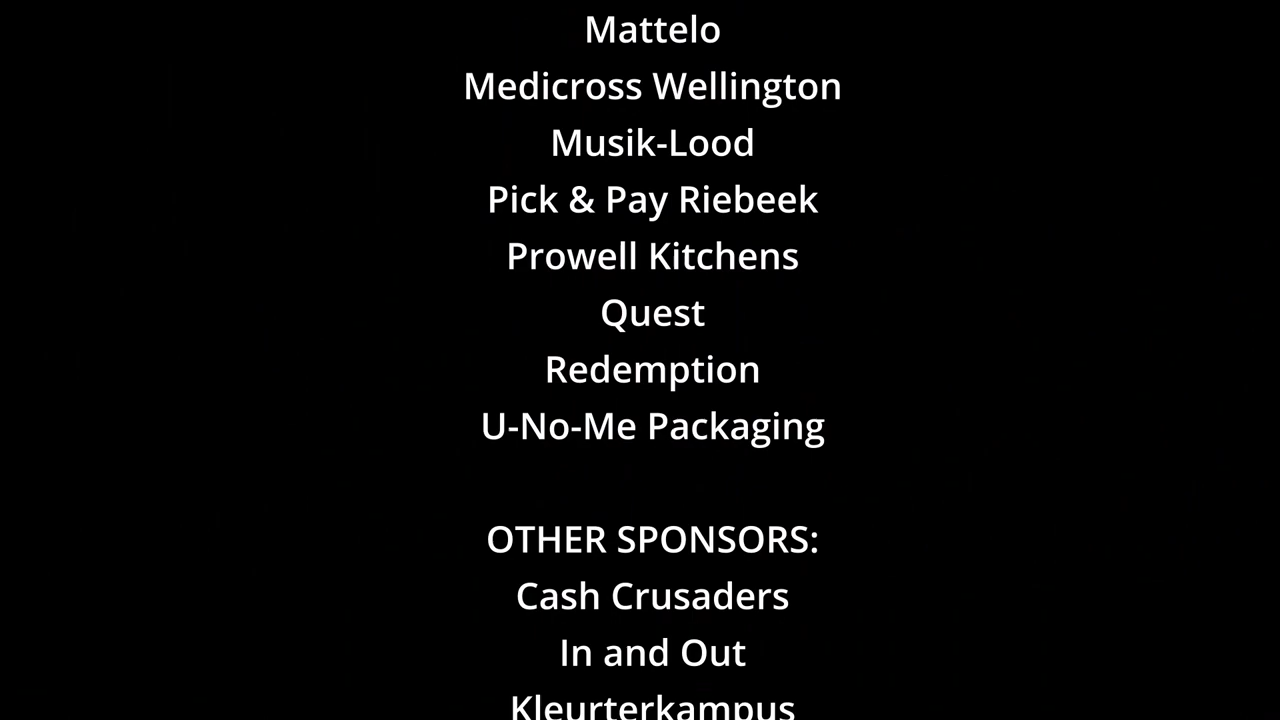 Mattelo
Medicross Wellington
Musik-Lood
Pick & Pay Riebeek
Prowell Kitchens
Quest
Redemption
U-No-Me Packaging
OTHER SPONSORS:
Cash Crusaders
In and Out
Kleurterkampus